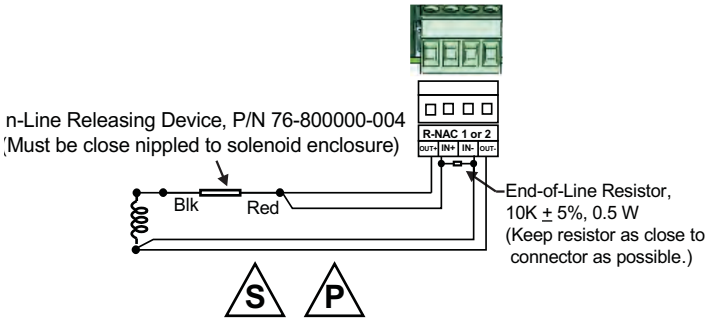 n-Line Releasing Device, P/N 76-800000-004
(Must be close nippled to solenoid enclosure)
R-NAC 1 or 2
OUT+ IN+ IN- OUT-
Blk
Red
End-of-Line Resistor,
10K ± 5%, 0.5 W
(Keep resistor as close to
connector as possible.)
S
P